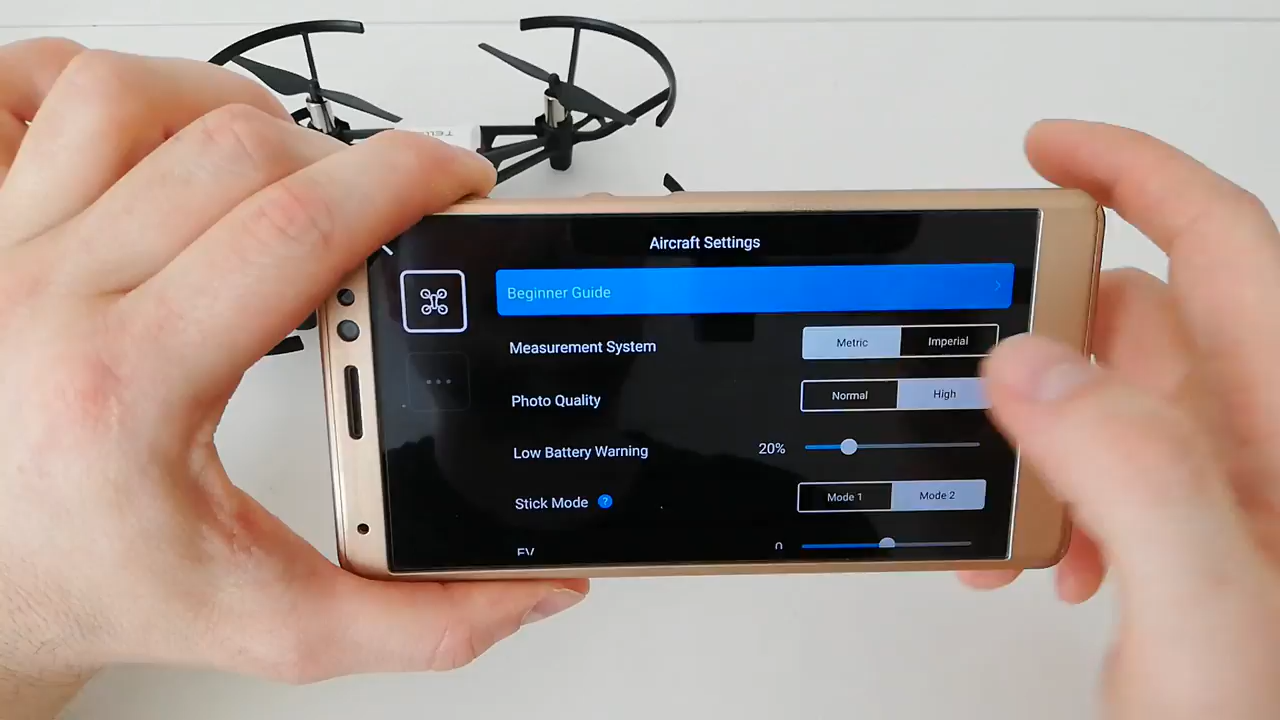 Aircraft Settings
Beginner Guide
Measurement System Metric Imperial
Photo Quality Normal High
Low Battery Warning 20%
Stick Mode ? Mode 1 Mode 2
EV 0